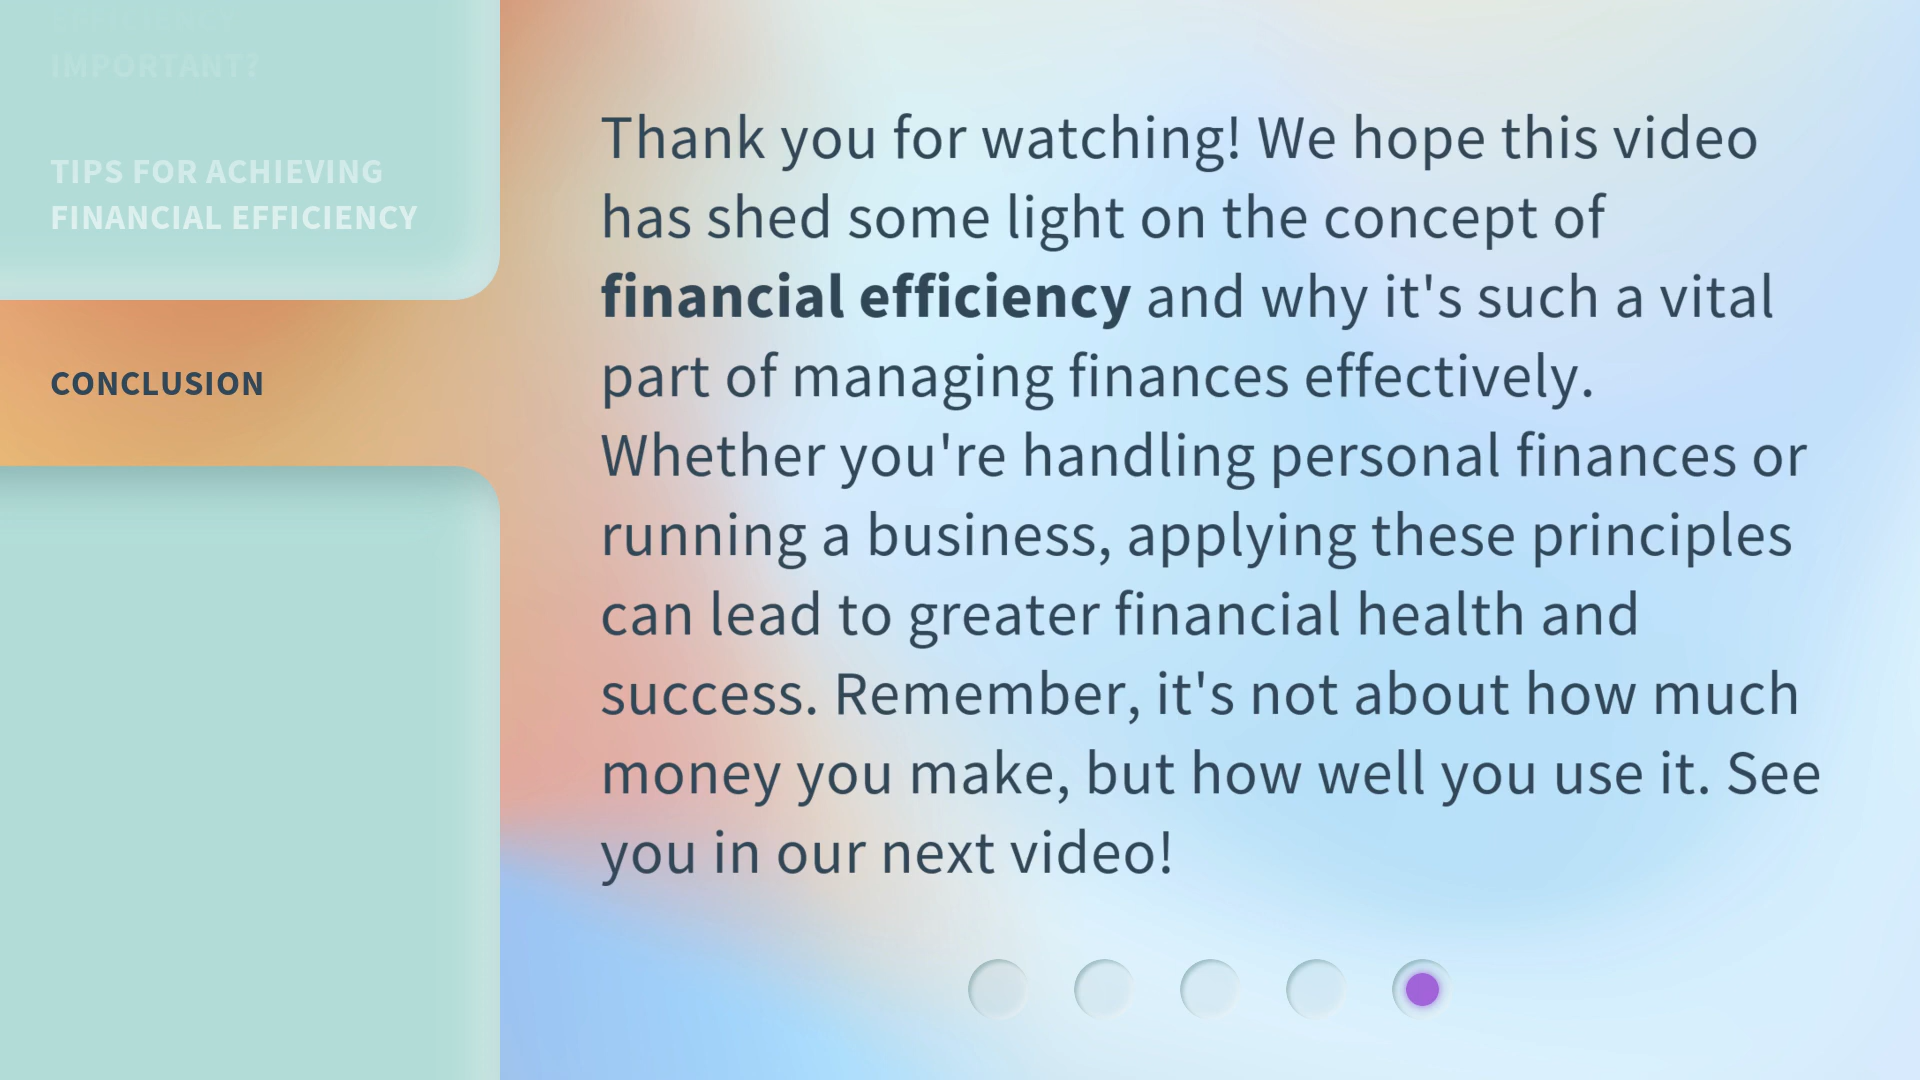 EFFICIENCY
IMPORTANT?
TIPS FOR ACHIEVING
FINANCIAL EFFICIENCY
CONCLUSION
Thank you for watching! We hope this video
has shed some light on the concept of
financial efficiency and why it's such a vital
part of managing finances effectively.
Whether you're handling personal finances or
running a business, applying these principles
can lead to greater financial health and
success. Remember, it's not about how much
money you make, but how well you use it. See
you in our next video!